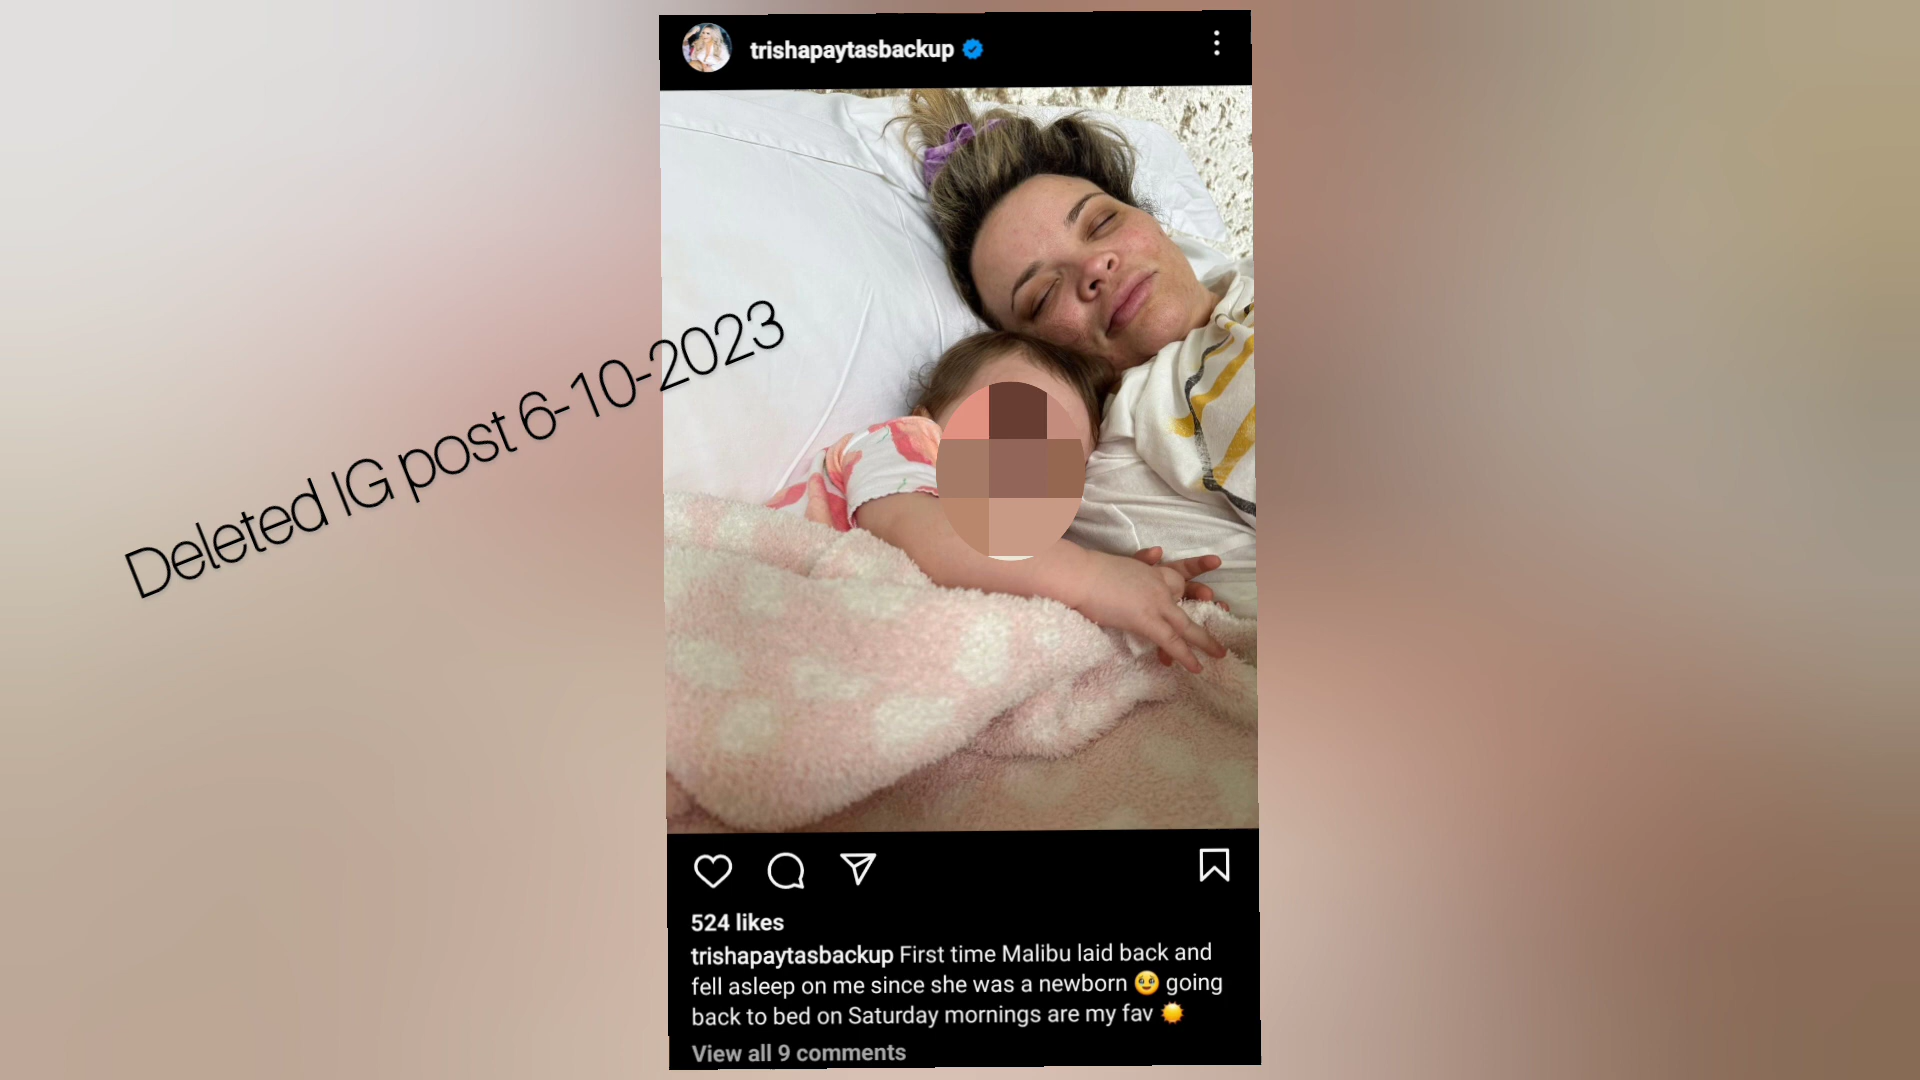 trishapaytasbackup
Deleted IG post 6-10-2023
524 likes
trishapaytasbackup First time Malibu laid back and
fell asleep on me since she was a newborn 🥹 going
back to bed on Saturday mornings are my fav ☀️
View all 9 comments